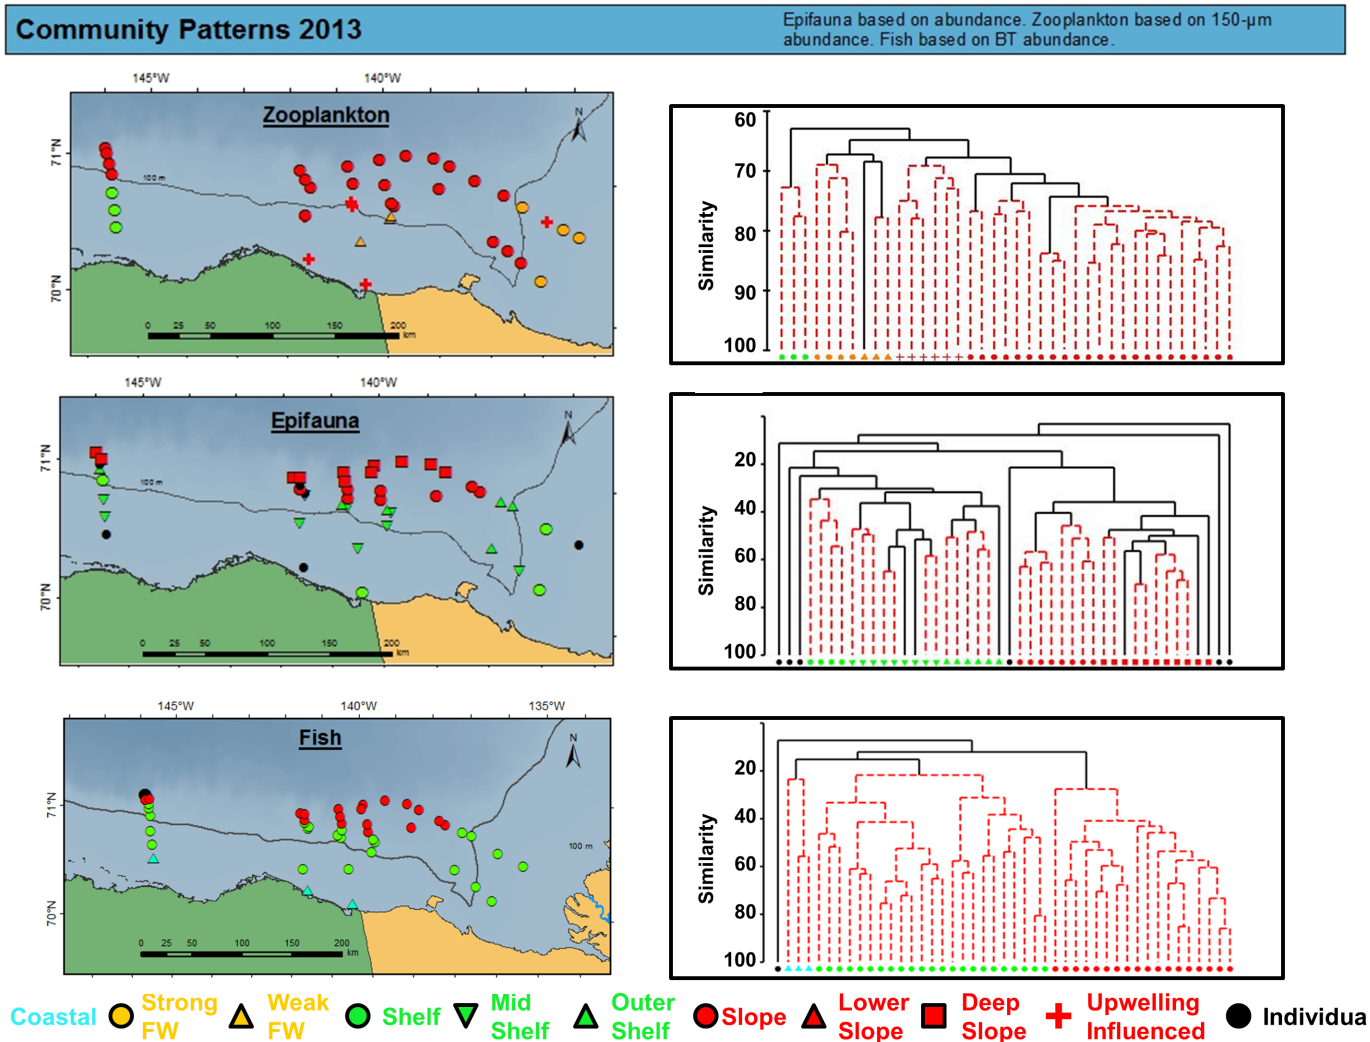 Community Patterns 2013
Epifauna based on abundance. Zooplankton based on 150-µm
abundance. Fish based on BT abundance.
145°W 140°W
Zooplankton
N
71°N
100 m
70°N
0 25 50 100 150 200
km
60
70
80
90
100
Similarity
145°W 140°W
Epifauna
N
71°N
100 m
70°N
0 25 50 100 150 200
km
20
40
60
80
100
Similarity
145°W 140°W 135°W
Fish
N
71°N
100 m
70°N
0 25 50 100 150 200
km
20
40
60
80
100
Similarity
Coastal
Strong
FW
Weak
FW
Shelf
Mid
Shelf
Outer
Shelf
Slope
Lower
Slope
Deep
Slope
Upwelling
Influenced
Individua